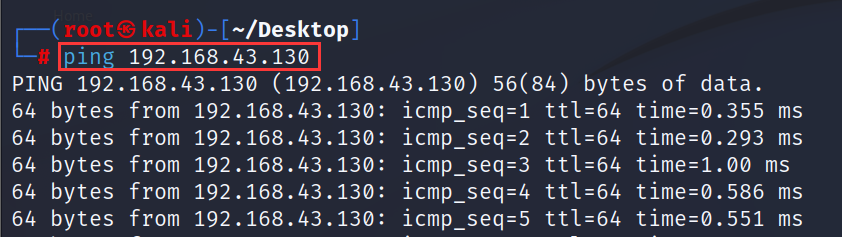 Home
┌──(root㉿kali)-[~/Desktop]
└─# ping 192.168.43.130
PING 192.168.43.130 (192.168.43.130) 56(84) bytes of data.
64 bytes from 192.168.43.130: icmp_seq=1 ttl=64 time=0.355 ms
64 bytes from 192.168.43.130: icmp_seq=2 ttl=64 time=0.293 ms
64 bytes from 192.168.43.130: icmp_seq=3 ttl=64 time=1.00 ms
64 bytes from 192.168.43.130: icmp_seq=4 ttl=64 time=0.586 ms
64 bytes from 192.168.43.130: icmp_seq=5 ttl=64 time=0.551 ms